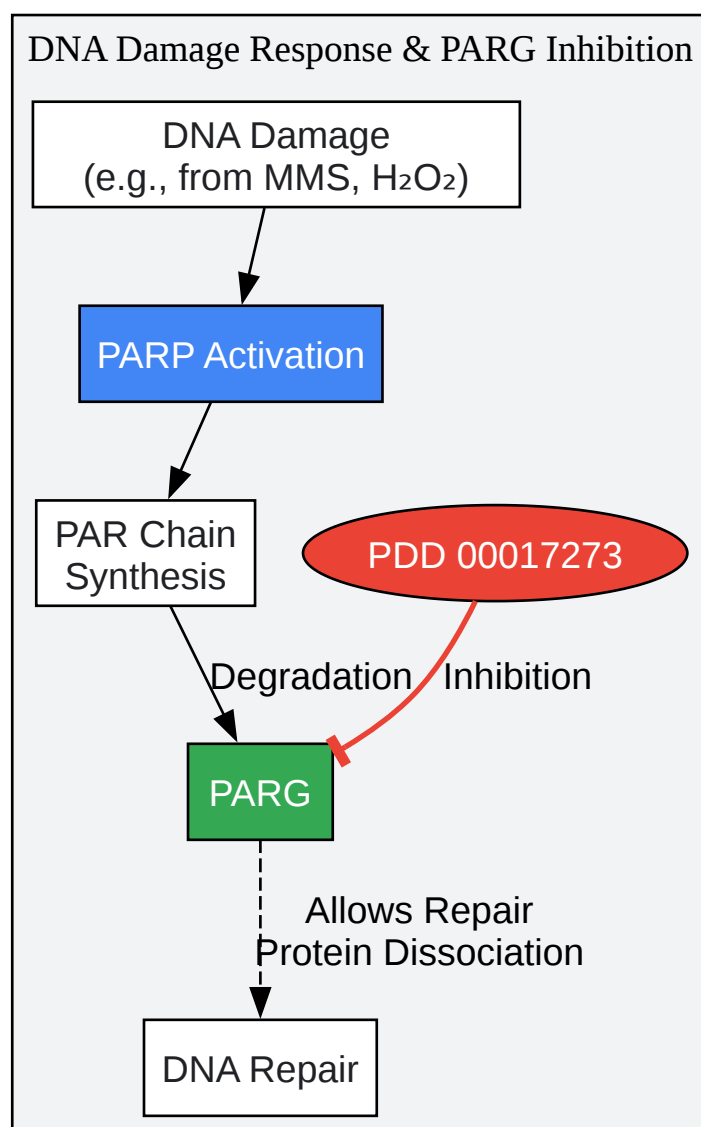 DNA Damage Response & PARG Inhibition
DNA Damage
(e.g., from MMS, H₂O₂)
PARP Activation
PAR Chain
Synthesis
PDD 00017273
Degradation
Inhibition
PARG
Allows Repair
Protein Dissociation
DNA Repair